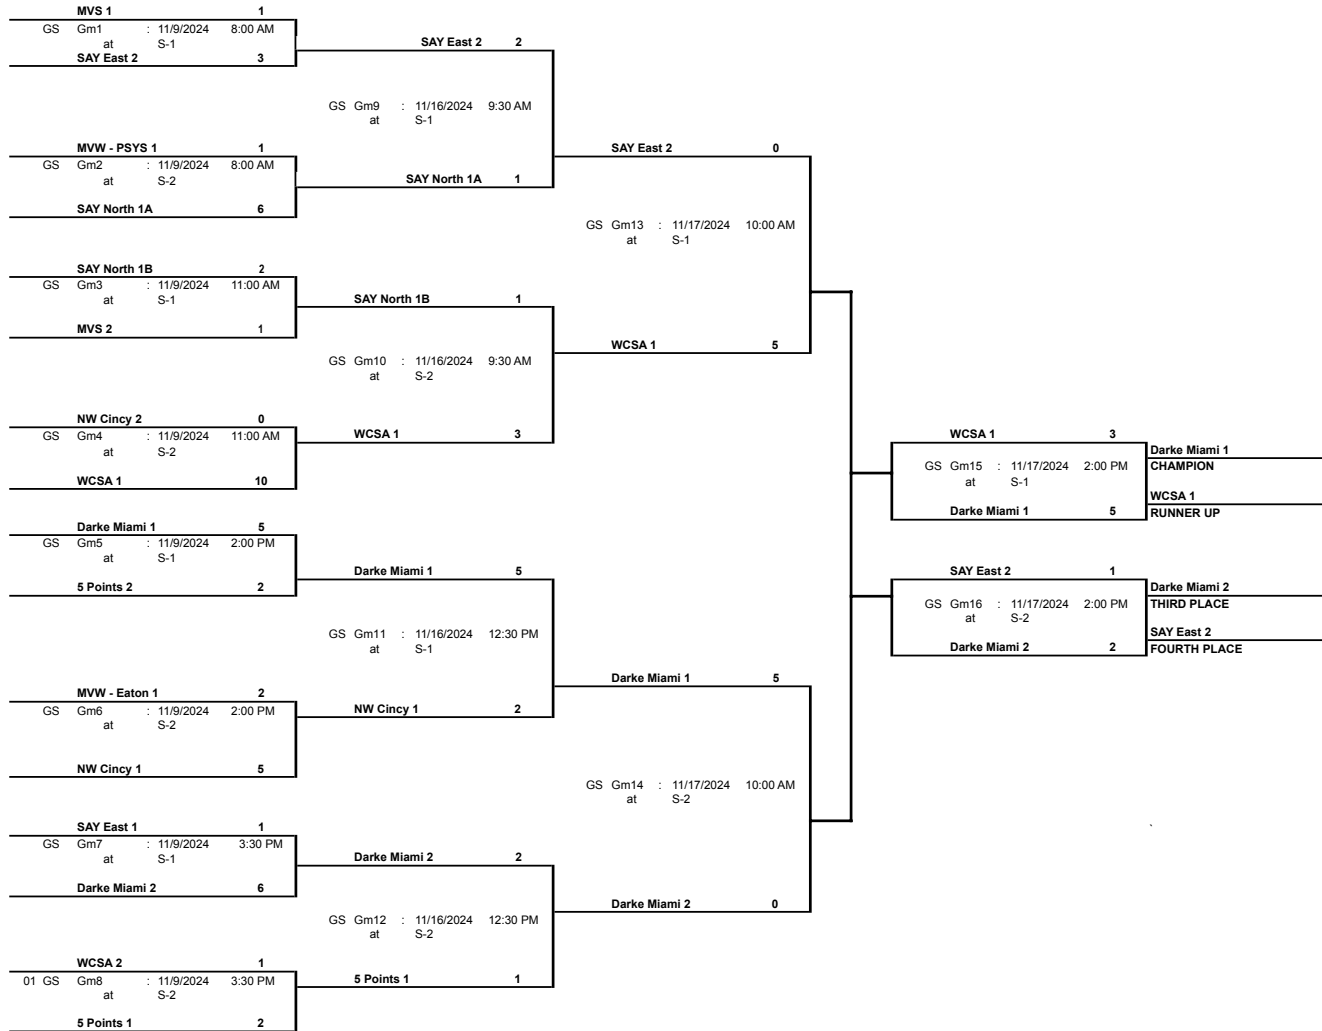 MVS 1 1
GS Gm1 : 11/9/2024 8:00 AM
at S-1
SAY East 2 3
MVW - PSYS 1 1
GS Gm2 : 11/9/2024 8:00 AM
at S-2
SAY North 1A 6
SAY North 1B 2
GS Gm3 : 11/9/2024 11:00 AM
at S-1
MVS 2 1
NW Cincy 2 0
GS Gm4 : 11/9/2024 11:00 AM
at S-2
WCSA 1 10
Darke Miami 1 5
GS Gm5 : 11/9/2024 2:00 PM
at S-1
5 Points 2 2
MVW - Eaton 1 2
GS Gm6 : 11/9/2024 2:00 PM
at S-2
NW Cincy 1 5
SAY East 1 1
GS Gm7 : 11/9/2024 3:30 PM
at S-1
Darke Miami 2 6
WCSA 2 1
01 GS Gm8 : 11/9/2024 3:30 PM
at S-2
5 Points 1 2
SAY East 2 2
GS Gm9 : 11/16/2024 9:30 AM
at S-1
SAY North 1A 1
SAY North 1B 1
GS Gm10 : 11/16/2024 9:30 AM
at S-2
WCSA 1 3
Darke Miami 1 5
GS Gm11 : 11/16/2024 12:30 PM
at S-1
NW Cincy 1 2
Darke Miami 2 2
GS Gm12 : 11/16/2024 12:30 PM
at S-2
5 Points 1 1
SAY East 2 0
GS Gm13 : 11/17/2024 10:00 AM
at S-1
WCSA 1 5
Darke Miami 1 5
GS Gm14 : 11/17/2024 10:00 AM
at S-2
Darke Miami 2 0
WCSA 1 3
GS Gm15 : 11/17/2024 2:00 PM
at S-1
Darke Miami 1 5
SAY East 2 1
GS Gm16 : 11/17/2024 2:00 PM
at S-2
Darke Miami 2 2
Darke Miami 1
CHAMPION
WCSA 1
RUNNER UP
Darke Miami 2
THIRD PLACE
SAY East 2
FOURTH PLACE
`